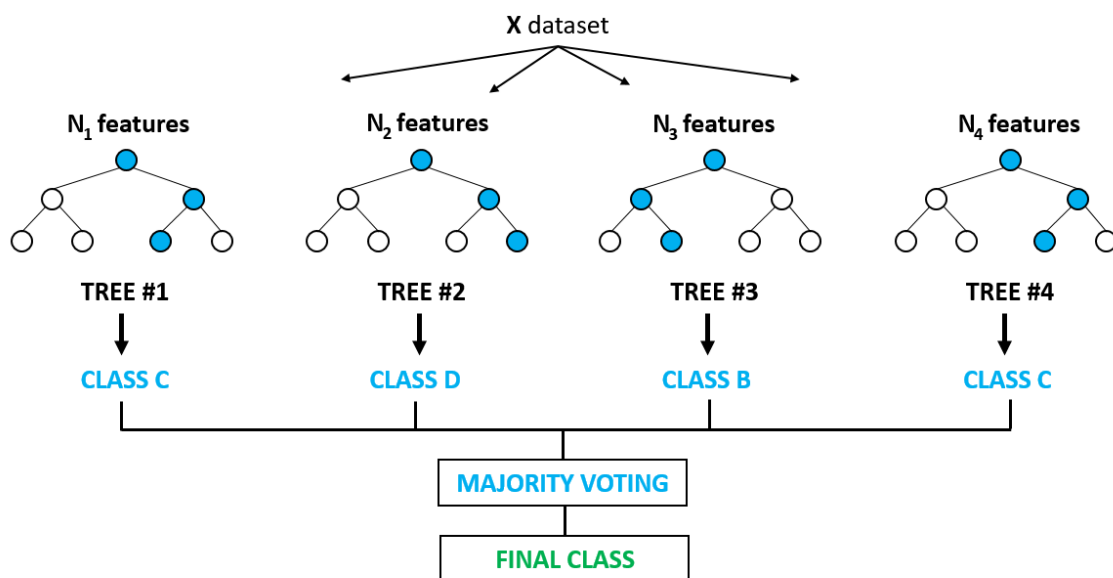 X dataset
N₁ features
N₂ features
N₃ features
N₄ features
TREE #1
TREE #2
TREE #3
TREE #4
CLASS C
CLASS D
CLASS B
CLASS C
MAJORITY VOTING
FINAL CLASS